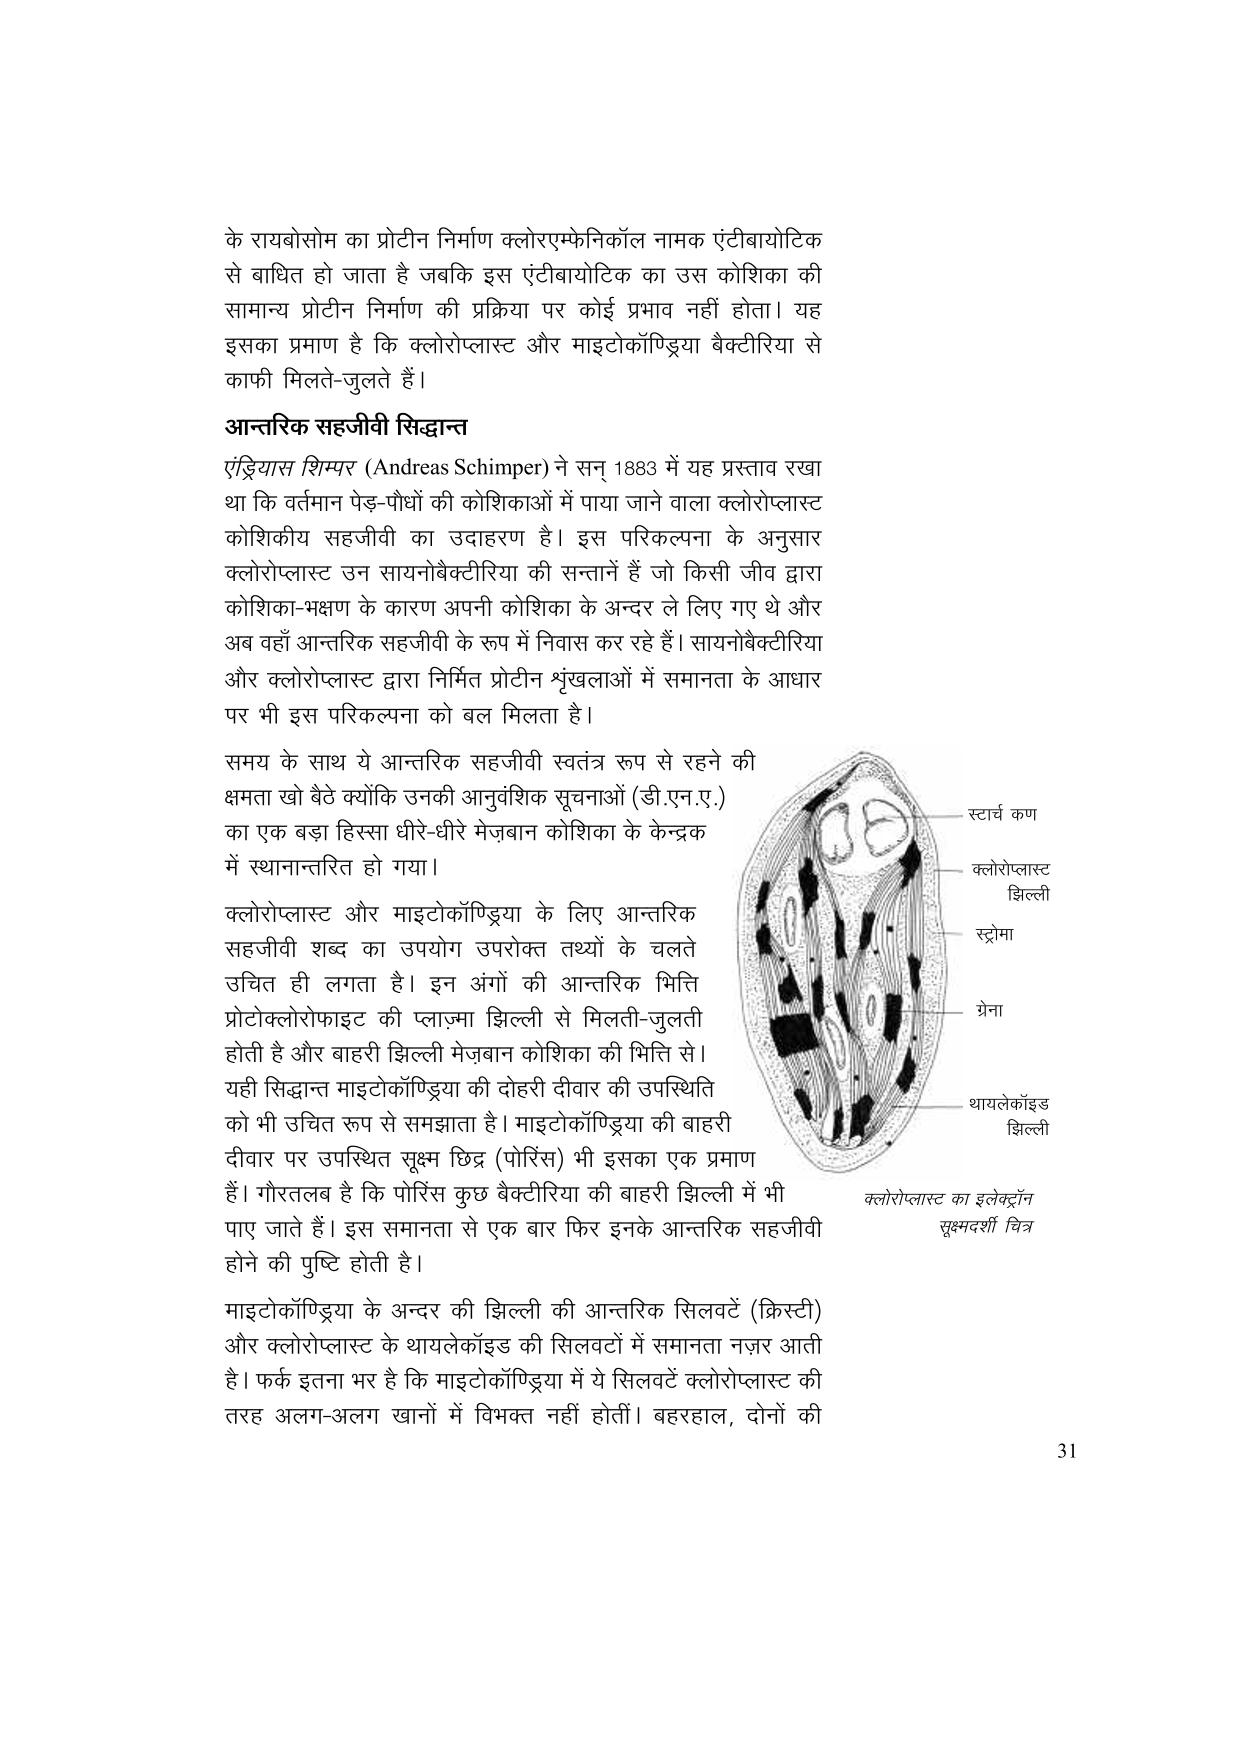 के रायबोसोम का प्रोटीन निर्माण क्लोरएम्फेनिकॉल नामक एंटीबायोटिक
से बाधित हो जाता है जबकि इस एंटीबायोटिक का उस कोशिका की
सामान्य प्रोटीन निर्माण की प्रक्रिया पर कोई प्रभाव नहीं होता। यह
इसका प्रमाण है कि क्लोरोप्लास्ट और माइटोकॉण्ड्रिया बैक्टीरिया से
काफी मिलते-जुलते हैं।
आन्तरिक सहजीवी सिद्धान्त
एंड्रियास शिम्पर (Andreas Schimper) ने सन् 1883 में यह प्रस्ताव रखा
था कि वर्तमान पेड़-पौधों की कोशिकाओं में पाया जाने वाला क्लोरोप्लास्ट
कोशिकीय सहजीवी का उदाहरण है। इस परिकल्पना के अनुसार
क्लोरोप्लास्ट उन सायनोबैक्टीरिया की सन्तानें हैं जो किसी जीव द्वारा
कोशिका-भक्षण के कारण अपनी कोशिका के अन्दर ले लिए गए थे और
अब वहाँ आन्तरिक सहजीवी के रूप में निवास कर रहे हैं। सायनोबैक्टीरिया
और क्लोरोप्लास्ट द्वारा निर्मित प्रोटीन शृंखलाओं में समानता के आधार
पर भी इस परिकल्पना को बल मिलता है।
समय के साथ ये आन्तरिक सहजीवी स्वतंत्र रूप से रहने की
क्षमता खो बैठे क्योंकि उनकी आनुवंशिक सूचनाओं (डी.एन.ए.)
का एक बड़ा हिस्सा धीरे-धीरे मेज़बान कोशिका के केन्द्रक
में स्थानान्तरित हो गया।
क्लोरोप्लास्ट और माइटोकॉण्ड्रिया के लिए आन्तरिक
सहजीवी शब्द का उपयोग उपरोक्त तथ्यों के चलते
उचित ही लगता है। इन अंगों की आन्तरिक भित्ति
प्रोटोक्लोरोफाइट की प्लाज़्मा झिल्ली से मिलती-जुलती
होती है और बाहरी झिल्ली मेज़बान कोशिका की भित्ति से।
यही सिद्धान्त माइटोकॉण्ड्रिया की दोहरी दीवार की उपस्थिति
को भी उचित रूप से समझाता है। माइटोकॉण्ड्रिया की बाहरी
दीवार पर उपस्थित सूक्ष्म छिद्र (पोरिंस) भी इसका एक प्रमाण
हैं। गौरतलब है कि पोरिंस कुछ बैक्टीरिया की बाहरी झिल्ली में भी
पाए जाते हैं। इस समानता से एक बार फिर इनके आन्तरिक सहजीवी
होने की पुष्टि होती है।
स्टार्च कण
क्लोरोप्लास्ट
झिल्ली
स्ट्रोमा
ग्रेना
थायलेकॉइड
झिल्ली
क्लोरोप्लास्ट का इलेक्ट्रॉन
सूक्ष्मदर्शी चित्र
माइटोकॉण्ड्रिया के अन्दर की झिल्ली की आन्तरिक सिलवटें (क्रिस्टी)
और क्लोरोप्लास्ट के थायलेकॉइड की सिलवटों में समानता नज़र आती
है। फर्क इतना भर है कि माइटोकॉण्ड्रिया में ये सिलवटें क्लोरोप्लास्ट की
तरह अलग-अलग खानों में विभक्त नहीं होतीं। बहरहाल, दोनों की
31